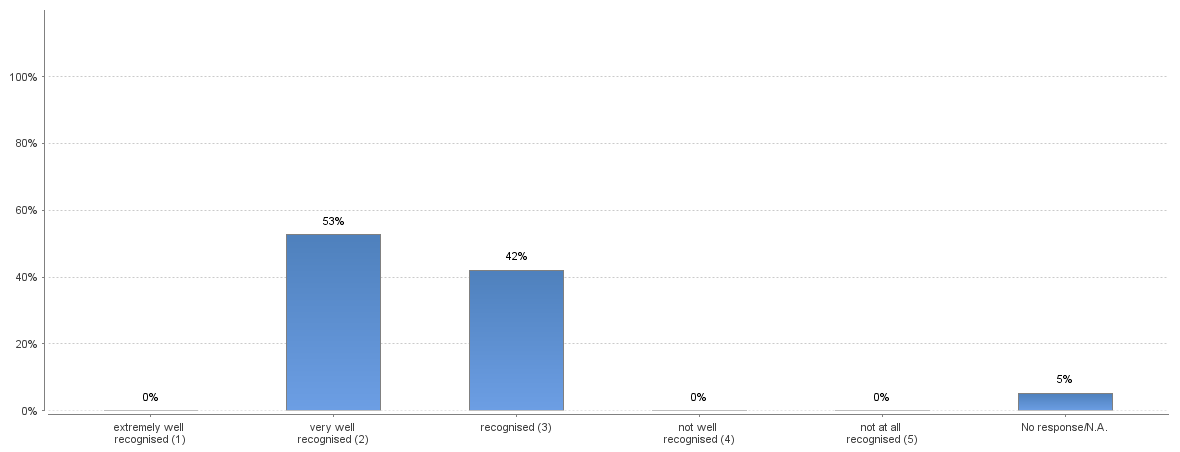 100%
80%
60%
40%
20%
0%
0%
53%
42%
0%
0%
5%
extremely well
recognised (1)
very well
recognised (2)
recognised (3)
not well
recognised (4)
not at all
recognised (5)
No response/N.A.